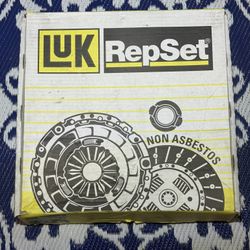 LUK RepSet®
NON ASBESTOS